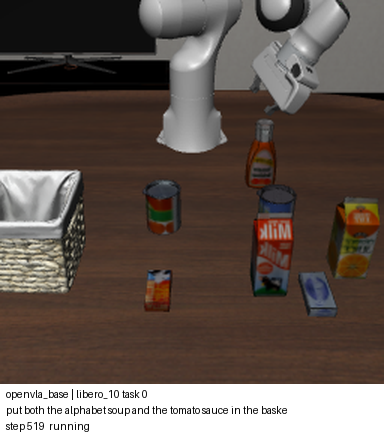 Milk
Milk
openvla_base | libero_10 task 0
put both the alphabet soup and the tomato sauce in the baske
step 519 running